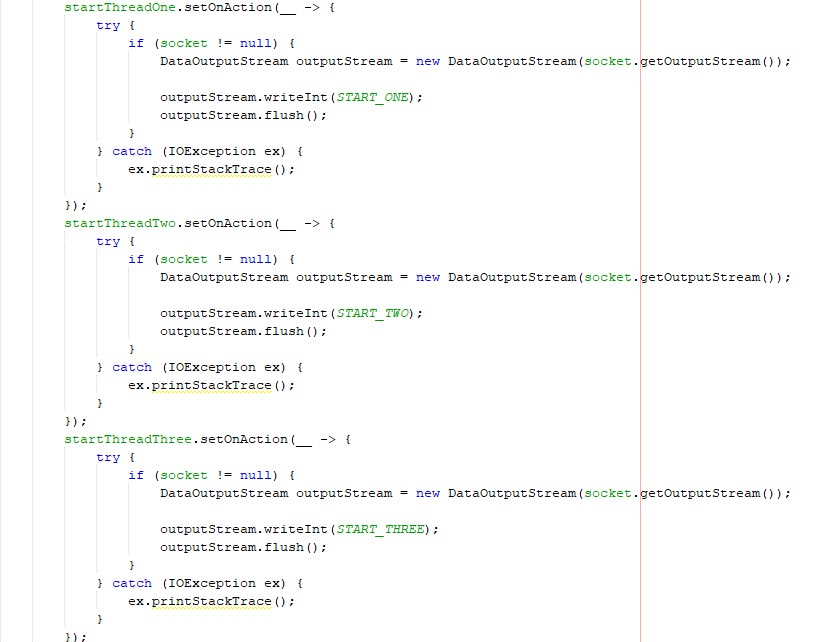 startThreadOne.setOnAction(__ -> {
try {
if (socket != null) {
DataOutputStream outputStream = new DataOutputStream(socket.getOutputStream());
outputStream.writeInt(START_ONE);
outputStream.flush();
}
} catch (IOException ex) {
ex.printStackTrace();
}
});
startThreadTwo.setOnAction(__ -> {
try {
if (socket != null) {
DataOutputStream outputStream = new DataOutputStream(socket.getOutputStream());
outputStream.writeInt(START_TWO);
outputStream.flush();
}
} catch (IOException ex) {
ex.printStackTrace();
}
});
startThreadThree.setOnAction(__ -> {
try {
if (socket != null) {
DataOutputStream outputStream = new DataOutputStream(socket.getOutputStream());
outputStream.writeInt(START_THREE);
outputStream.flush();
}
} catch (IOException ex) {
ex.printStackTrace();
}
});